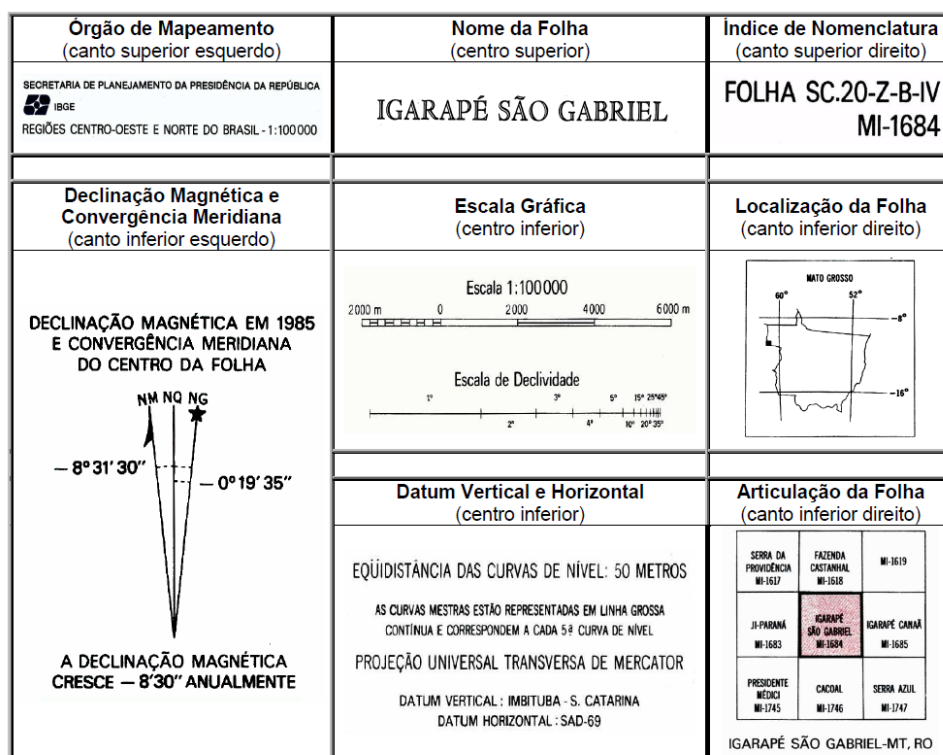 Órgão de Mapeamento
(canto superior esquerdo)
Nome da Folha
(centro superior)
Índice de Nomenclatura
(canto superior direito)
SECRETARIA DE PLANEJAMENTO DA PRESIDÊNCIA DA REPÚBLICA
IBGE
REGIÕES CENTRO-OESTE E NORTE DO BRASIL - 1:100000
IGARAPÉ SÃO GABRIEL
FOLHA SC.20-Z-B-IV
MI-1684
Declinação Magnética e
Convergência Meridiana
(canto inferior esquerdo)
Escala Gráfica
(centro inferior)
Localização da Folha
(canto inferior direito)
DECLINAÇÃO MAGNÉTICA EM 1985
E CONVERGÊNCIA MERIDIANA
DO CENTRO DA FOLHA
NM NQ NG
— 8° 31' 30"
— 0° 19' 35"
A DECLINAÇÃO MAGNÉTICA
CRESCE — 8'30" ANUALMENTE
Escala 1:100000
2000 m 0 2000 4000 6000 m
Escala de Declividade
1° 3° 5° 15° 25° 45°
2° 4° 10° 20° 35°
MATO GROSSO
60° 52°
-8°
-16°
Datum Vertical e Horizontal
(centro inferior)
EQÜIDISTÂNCIA DAS CURVAS DE NÍVEL: 50 METROS
AS CURVAS MESTRAS ESTÃO REPRESENTADAS EM LINHA GROSSA
CONTÍNUA E CORRESPONDEM A CADA 5ª CURVA DE NÍVEL
PROJEÇÃO UNIVERSAL TRANSVERSA DE MERCATOR
DATUM VERTICAL : IMBITUBA - S. CATARINA
DATUM HORIZONTAL : SAD-69
Articulação da Folha
(canto inferior direito)
SERRA DA
PROVIDÊNCIA
MI-1617
FAZENDA
CASTANHAL
MI-1618
MI-1619
JI-PARANÁ
MI-1683
IGARAPÉ
SÃO GABRIEL
MI-1684
IGARAPÉ CANAÃ
MI-1685
PRESIDENTE
MÉDICI
MI-1745
CACOAL
MI-1746
SERRA AZUL
MI-1747
IGARAPÉ SÃO GABRIEL-MT, RO